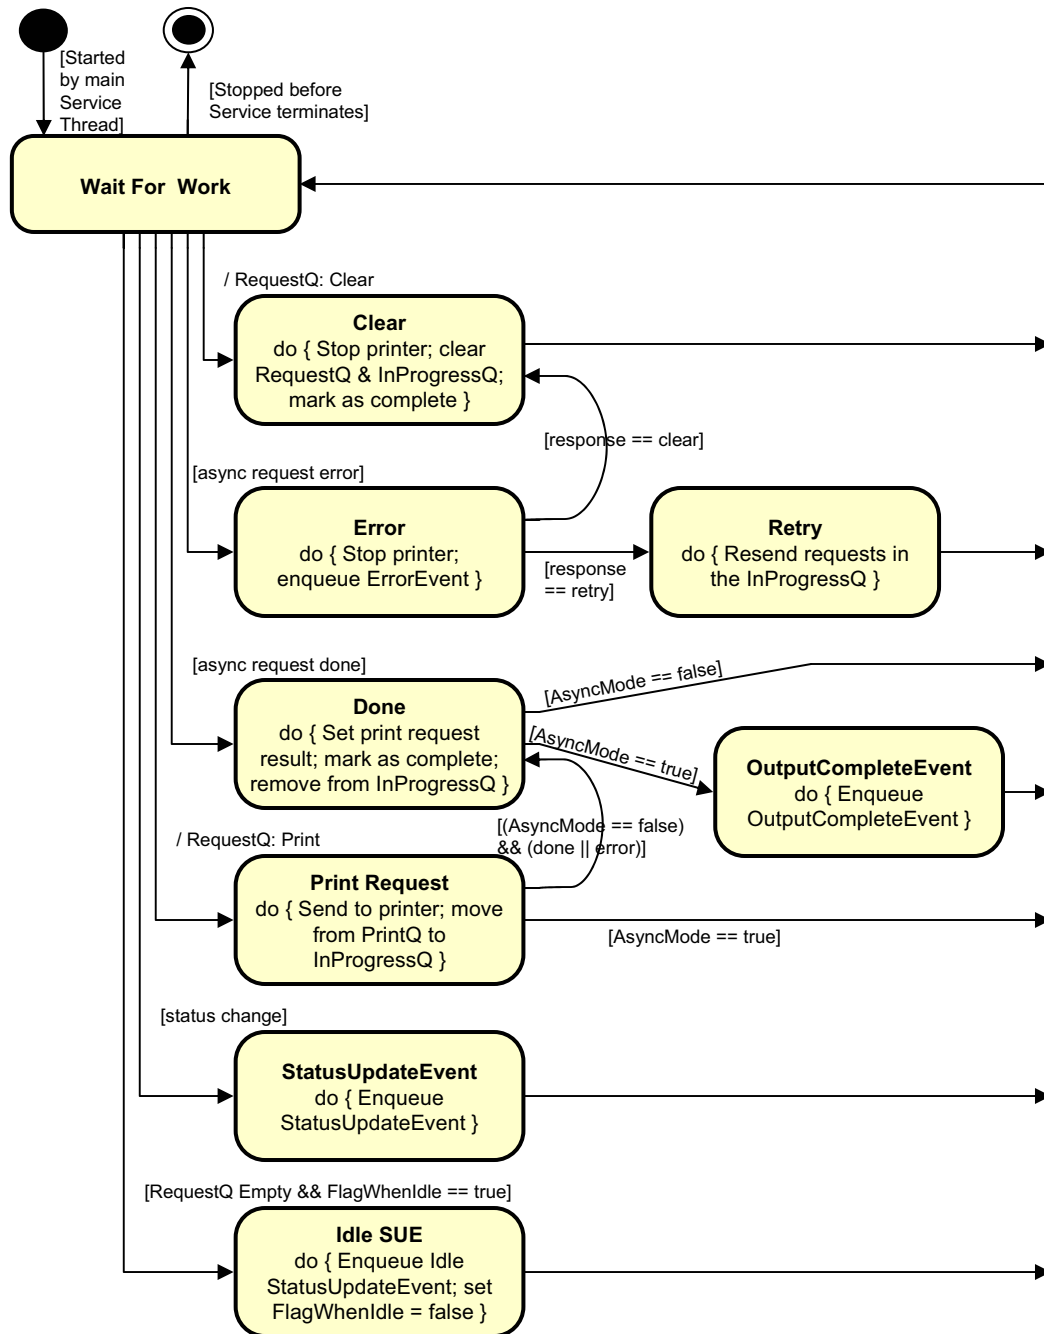 [Started
by main
Service
Thread]
[Stopped before
Service terminates]
Wait For Work
/ RequestQ: Clear
Clear
do { Stop printer; clear
RequestQ & InProgressQ;
mark as complete }
[response == clear]
[async request error]
Error
do { Stop printer;
enqueue ErrorEvent }
[response
== retry]
Retry
do { Resend requests in
the InProgressQ }
[async request done]
Done
do { Set print request
result; mark as complete;
remove from InProgressQ }
[AsyncMode == false]
[AsyncMode == true]
OutputCompleteEvent
do { Enqueue
OutputCompleteEvent }
[(AsyncMode == false)
&& (done || error)]
/ RequestQ: Print
Print Request
do { Send to printer; move
from PrintQ to
InProgressQ }
[AsyncMode == true]
[status change]
StatusUpdateEvent
do { Enqueue
StatusUpdateEvent }
[RequestQ Empty && FlagWhenIdle == true]
Idle SUE
do { Enqueue Idle
StatusUpdateEvent; set
FlagWhenIdle = false }